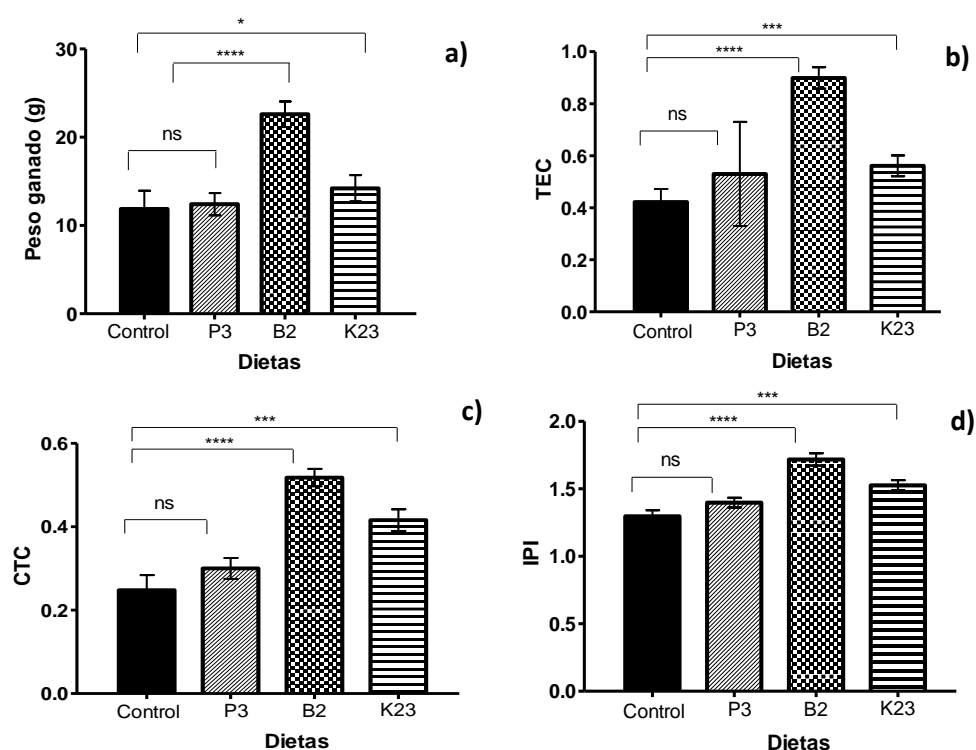 a)
*
****
ns
Peso ganado (g)
30
20
10
0
Control P3 B2 K23
Dietas
b)
***
****
ns
TEC
1.0
0.8
0.6
0.4
0.2
0.0
Control P3 B2 K23
Dietas
c)
***
****
ns
CTC
0.6
0.4
0.2
0.0
Control P3 B2 K23
Dietas
d)
***
****
ns
IPI
2.0
1.5
1.0
0.5
0.0
Control P3 B2 K23
Dietas